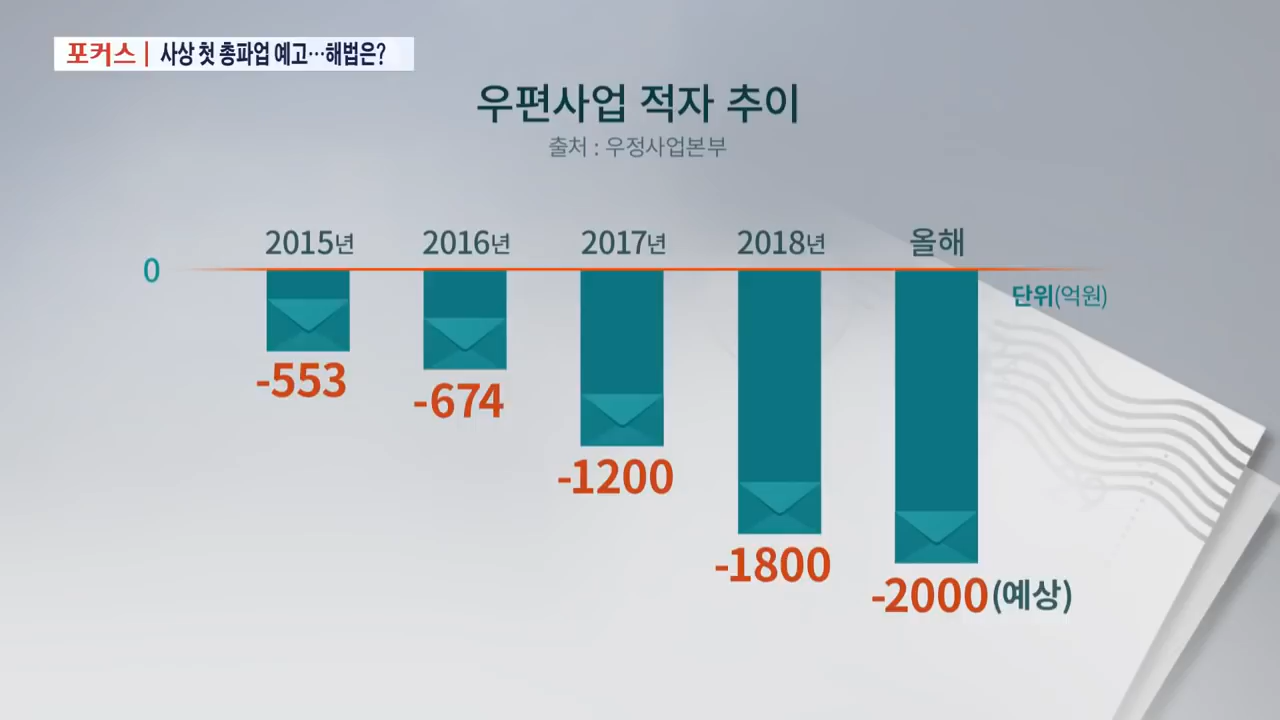 포커스| 사상 첫 총파업 예고…해법은?
우편사업 적자 추이
출처 : 우정사업본부
2015년 2016년 2017년 2018년 올해
0
단위(억원)
-553
-674
-1200
-1800
-2000(예상)